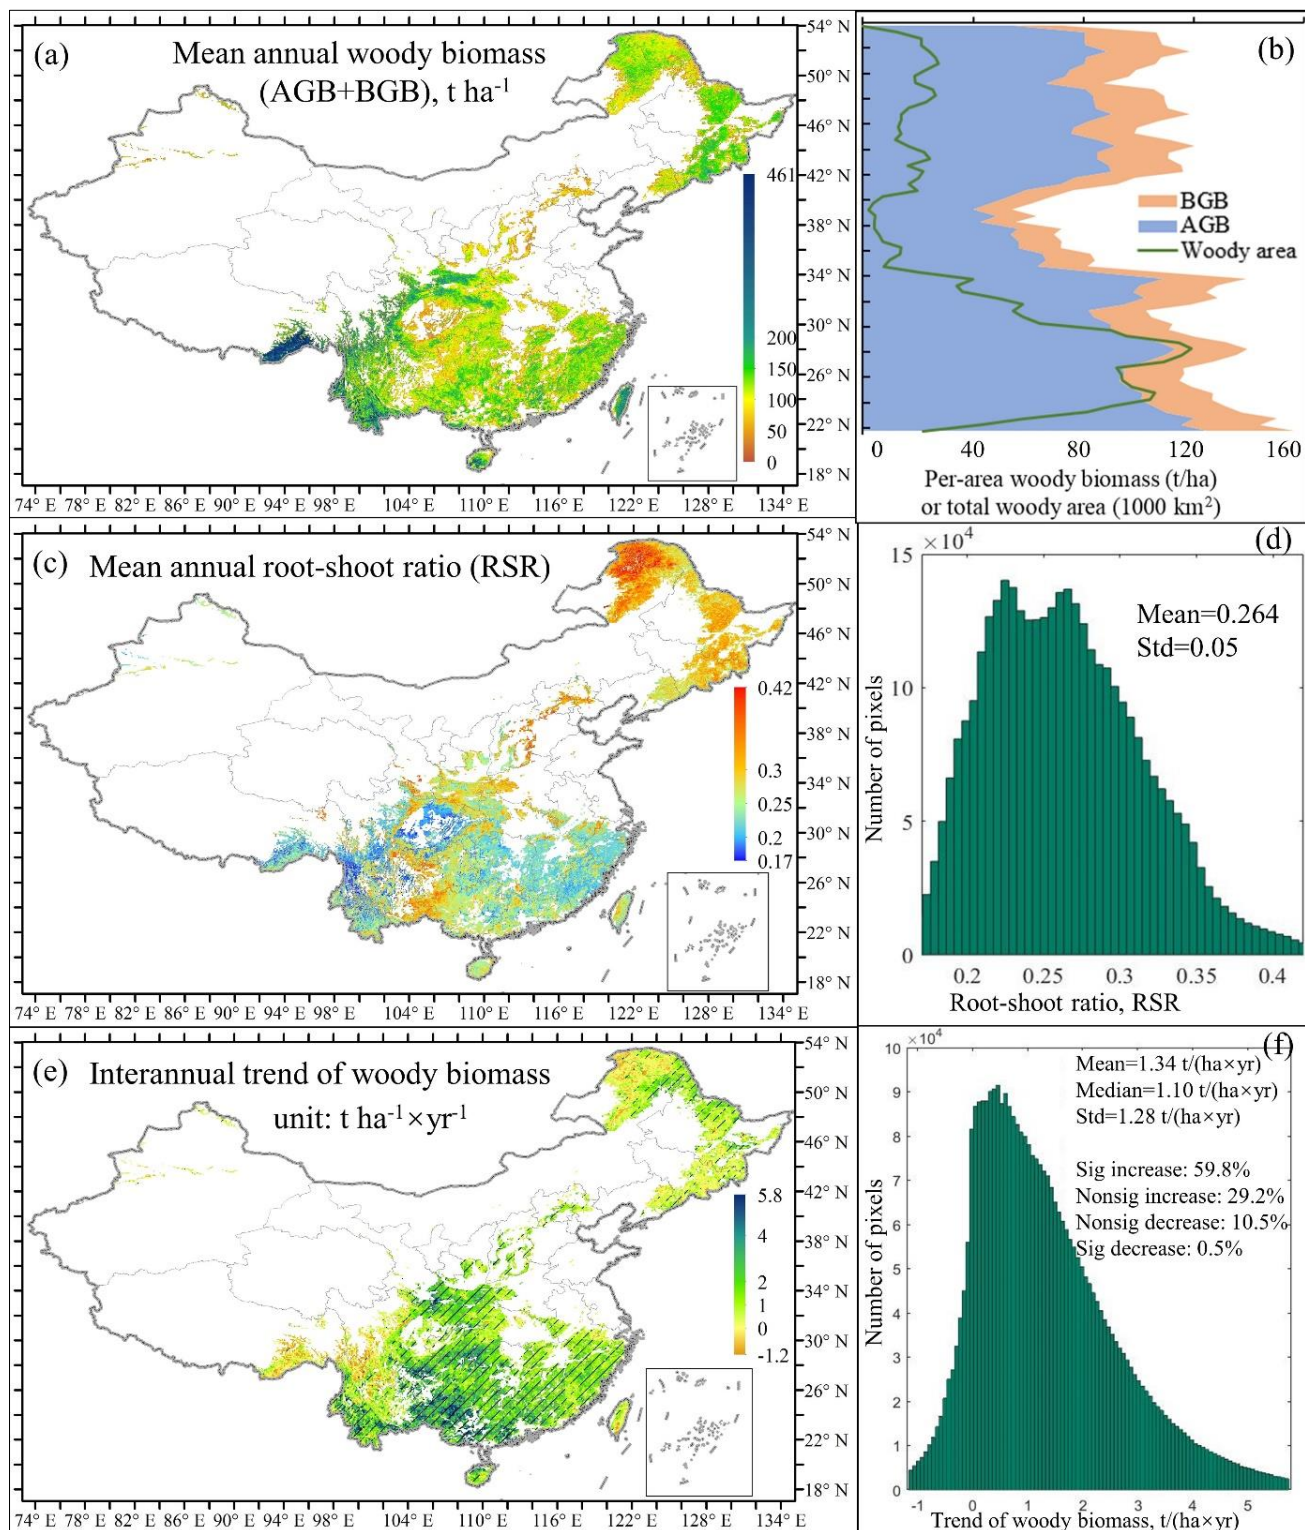 (a)
Mean annual woody biomass
(AGB+BGB), t ha⁻¹
461
200
150
100
50
0
54° N
50° N
46° N
42° N
38° N
34° N
30° N
26° N
22° N
18° N
74° E 82° E 86° E 92° E 98° E 104° E 110° E 116° E 122° E 128° E 134° E
(b)
BGB
AGB
Woody area
0 40 80 120 160
Per-area woody biomass (t/ha)
or total woody area (1000 km²)
(c)
Mean annual root-shoot ratio (RSR)
0.42
0.3
0.25
0.2
0.17
54° N
50° N
46° N
42° N
38° N
34° N
30° N
26° N
22° N
18° N
74° E 82° E 86° E 92° E 98° E 104° E 110° E 116° E 122° E 128° E 134° E
(d)
×10⁴
15
10
5
0
Number of pixels
Mean=0.264
Std=0.05
0.2 0.25 0.3 0.35 0.4
Root-shoot ratio, RSR
(e)
Interannual trend of woody biomass
unit: t ha⁻¹×yr⁻¹
5.8
4
2
1
0
-1.2
54° N
50° N
46° N
42° N
38° N
34° N
30° N
26° N
22° N
18° N
74° E 82° E 86° E 92° E 98° E 104° E 110° E 116° E 122° E 128° E 134° E
(f)
×10⁴
10
9
8
7
6
5
4
3
2
1
0
Number of pixels
Mean=1.34 t/(ha×yr)
Median=1.10 t/(ha×yr)
Std=1.28 t/(ha×yr)
Sig increase: 59.8%
Nonsig increase: 29.2%
Nonsig decrease: 10.5%
Sig decrease: 0.5%
-1 0 1 2 3 4 5
Trend of woody biomass, t/(ha×yr)